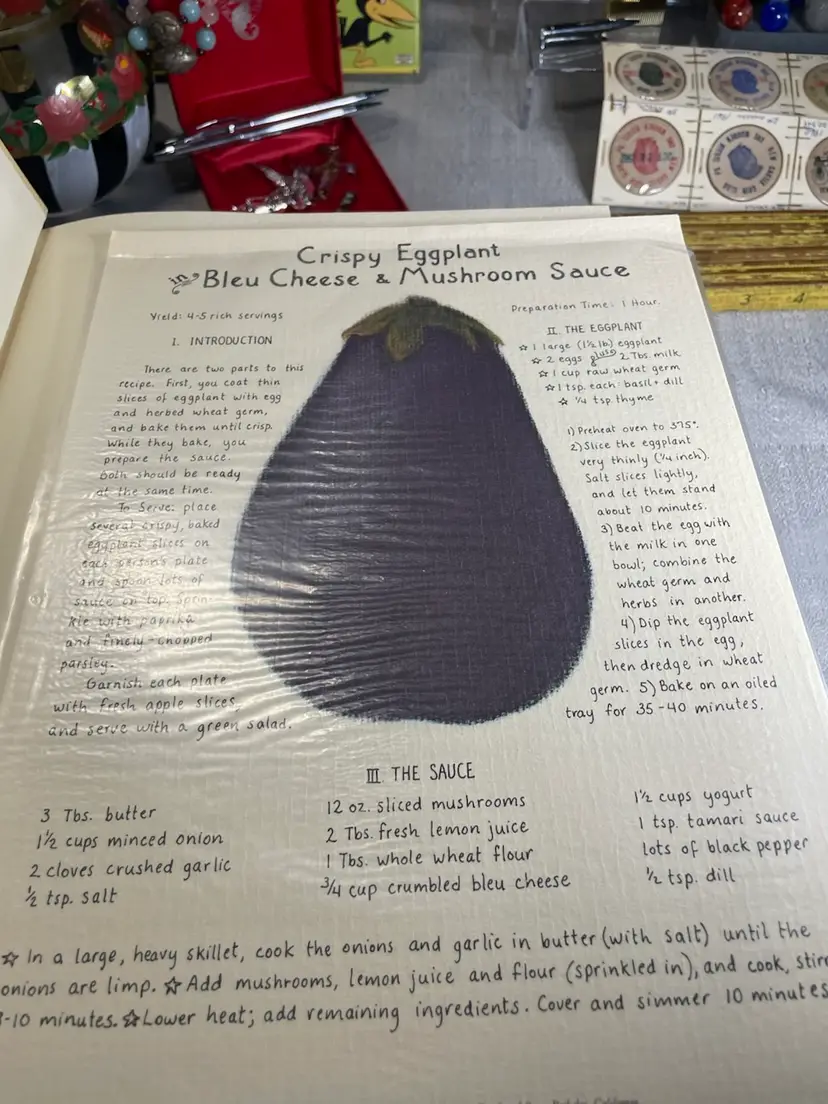 Crispy Eggplant
in Bleu Cheese & Mushroom Sauce
Yield: 4-5 rich servings
Preparation Time: 1 Hour.
I. INTRODUCTION
There are two parts to this
recipe. First, you coat thin
slices of eggplant with egg
and herbed wheat germ,
and bake them until crisp.
While they bake, you
prepare the sauce.
Both should be ready
at the same time.
To Serve: place
several crispy, baked
eggplant slices on
each person's plate
and spoon lots of
sauce on top. Sprin-
kle with paprika
and finely-chopped
parsley.
Garnish each plate
with fresh apple slices,
and serve with a green salad.
II. THE EGGPLANT
☆ 1 large (1½ lb) eggplant
☆ 2 eggs plus 2 Tbs. milk
☆ 1 cup raw wheat germ
☆ 1 tsp. each: basil + dill
☆ ¼ tsp. thyme
1) Preheat oven to 375°.
2) Slice the eggplant
very thinly (¼ inch).
Salt slices lightly,
and let them stand
about 10 minutes.
3) Beat the egg with
the milk in one
bowl; combine the
wheat germ and
herbs in another.
4) Dip the eggplant
slices in the egg,
then dredge in wheat
germ. 5) Bake on an oiled
tray for 35-40 minutes.
III. THE SAUCE
3 Tbs. butter
1½ cups minced onion
2 cloves crushed garlic
½ tsp. salt
12 oz. sliced mushrooms
2 Tbs. fresh lemon juice
1 Tbs. whole wheat flour
3/4 cup crumbled bleu cheese
1½ cups yogurt
1 tsp. tamari sauce
lots of black pepper
½ tsp. dill
☆ In a large, heavy skillet, cook the onions and garlic in butter (with salt) until the
onions are limp. ☆ Add mushrooms, lemon juice and flour (sprinkled in), and cook,
-10 minutes. ☆ Lower heat; add remaining ingredients. Cover and simmer 10 minutes
3 4